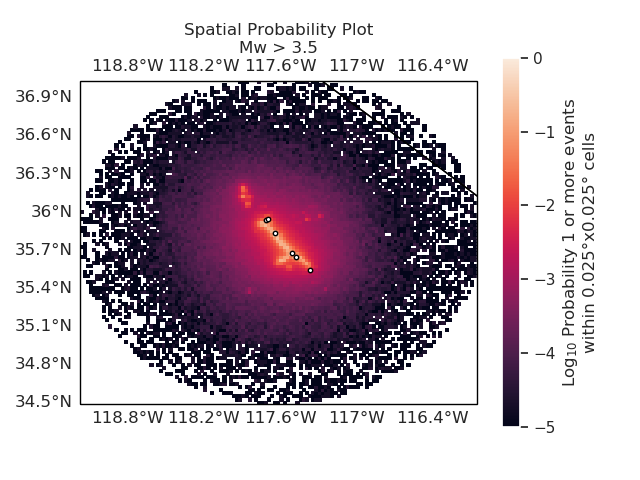 Spatial Probability Plot
Mw > 3.5
118.8°W 118.2°W 117.6°W 117°W 116.4°W
36.9°N
36.6°N
36.3°N
36°N
35.7°N
35.4°N
35.1°N
34.8°N
34.5°N
118.8°W 118.2°W 117.6°W 117°W 116.4°W
0
−1
−2
−3
−4
−5
Log₁₀ Probability 1 or more events
within 0.025°x0.025° cells